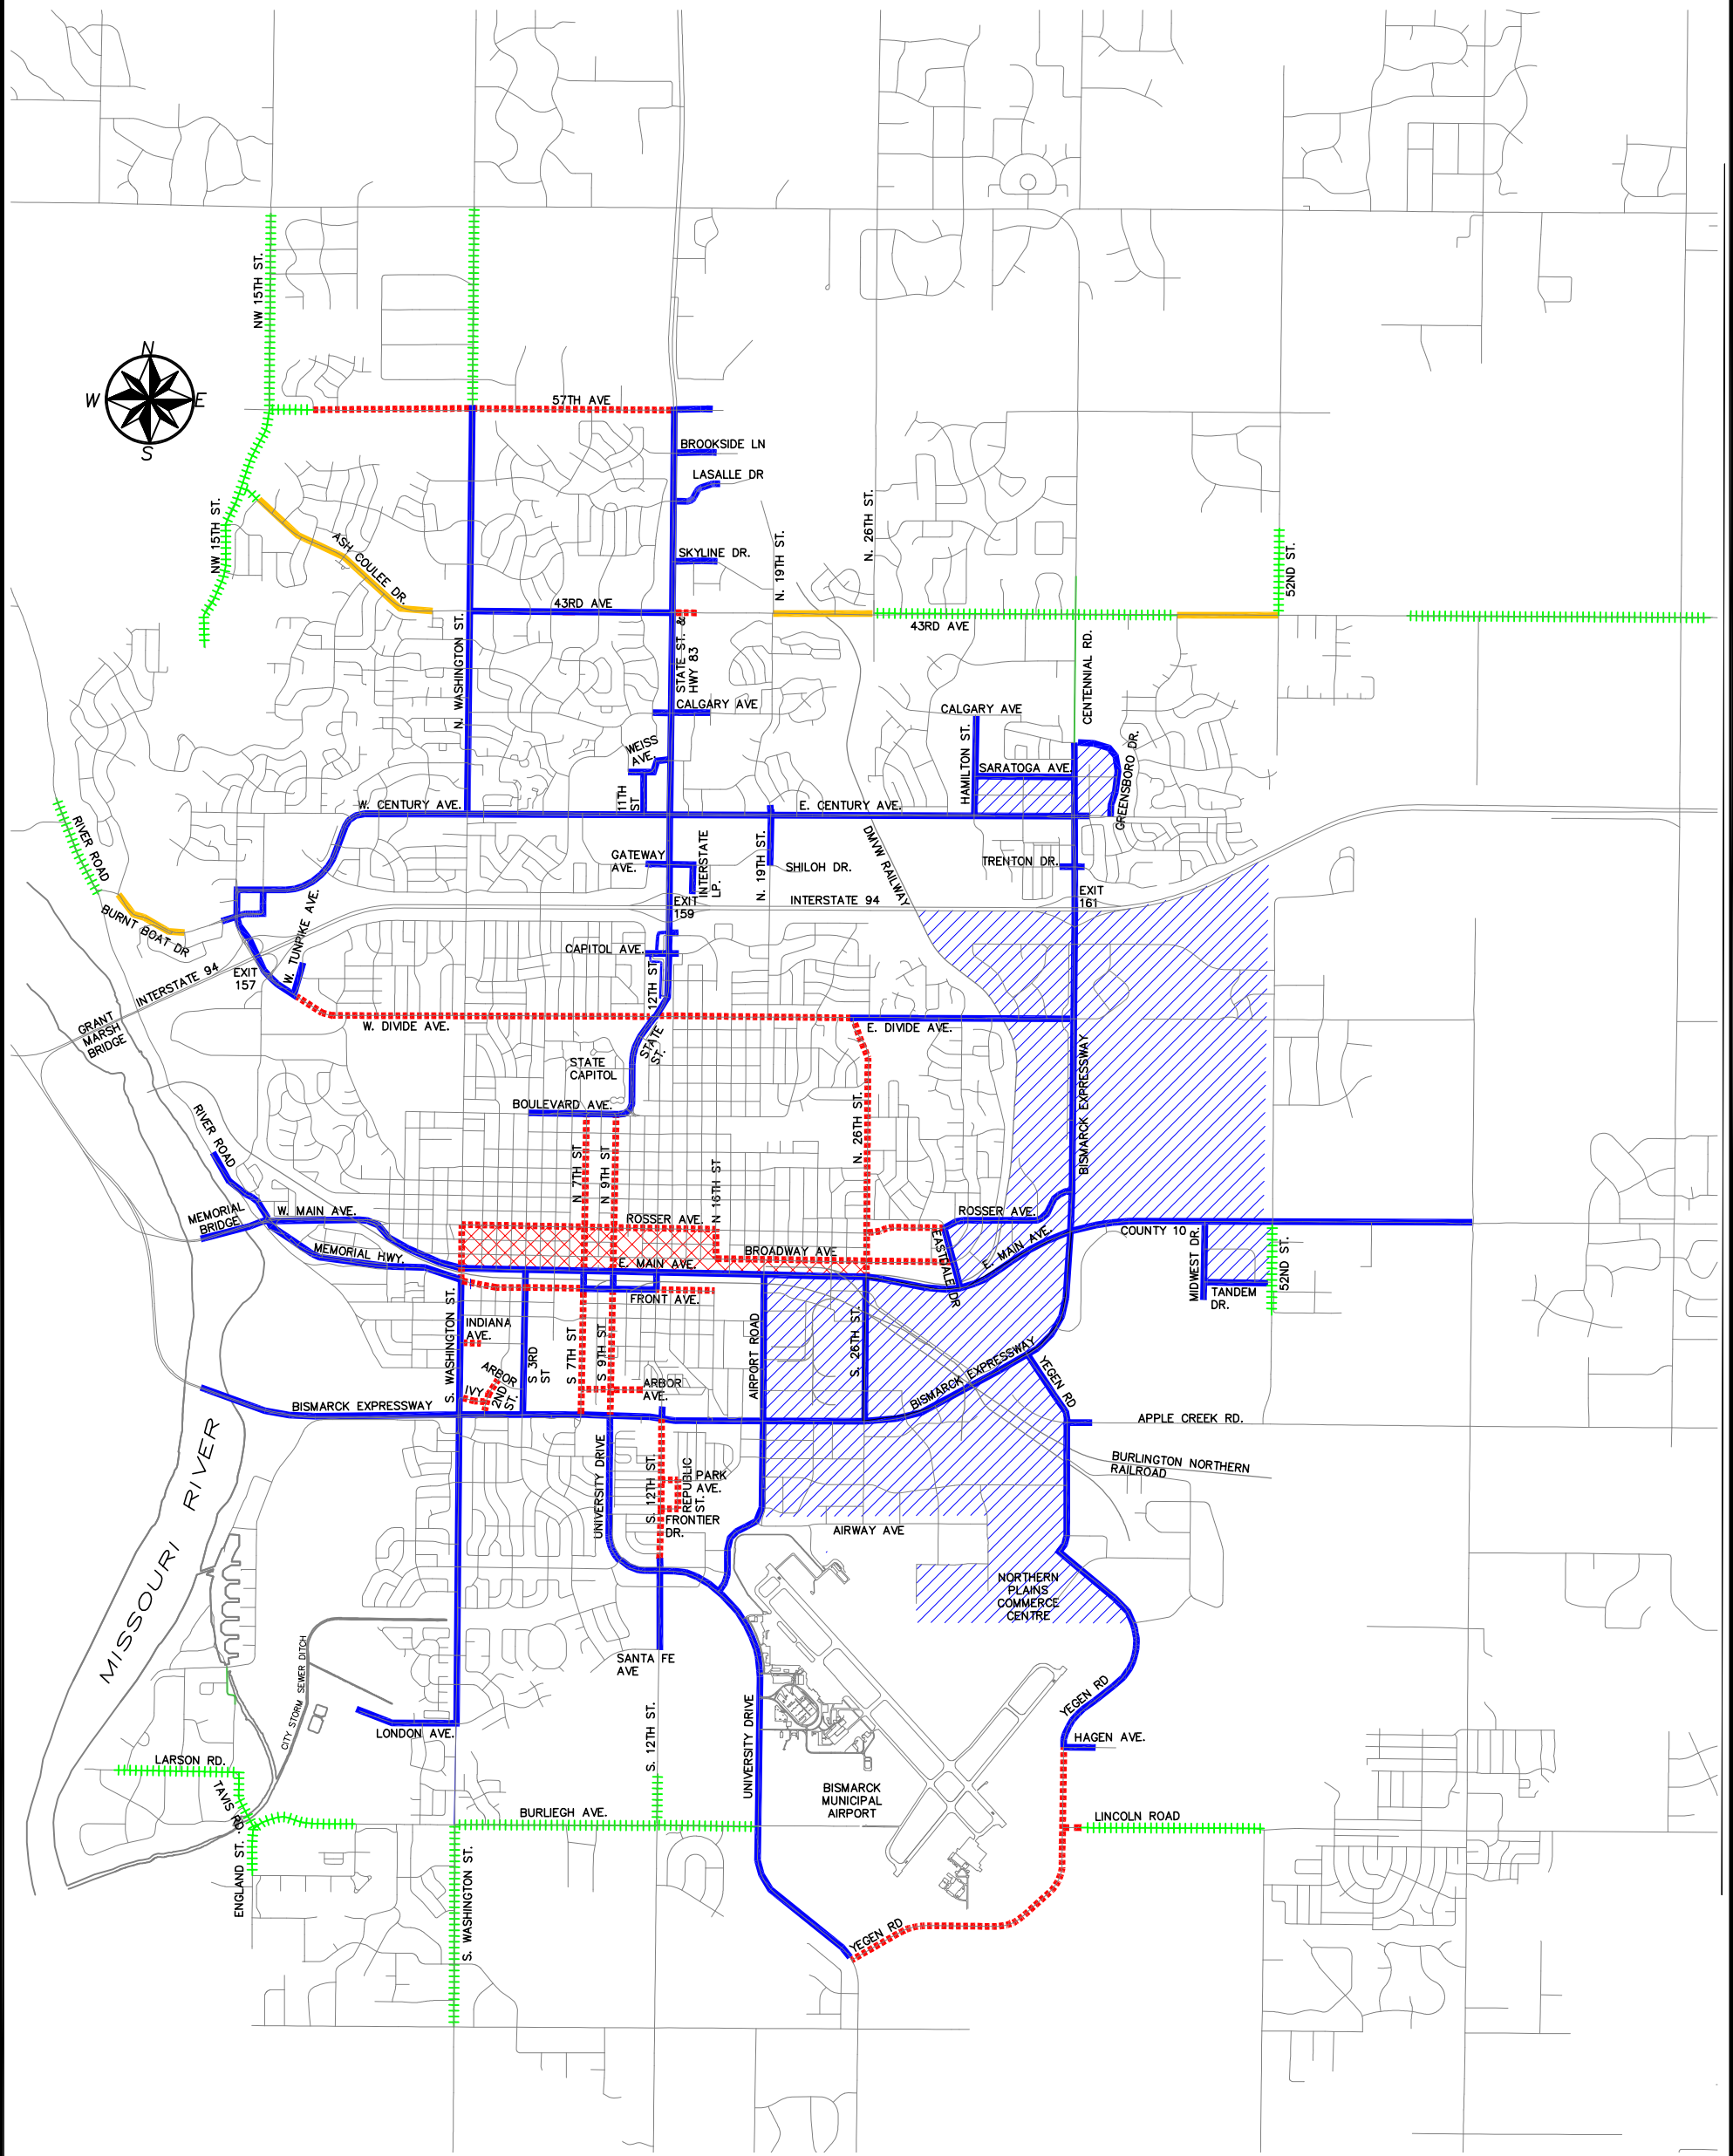 NW 15TH ST.
N
W
E
S
57TH AVE
BROOKSIDE LN
LASALLE DR
NW 15TH ST.
ASH COULEE DR.
SKYLINE DR.
N. 19TH ST.
N. 26TH ST.
52ND ST.
43RD AVE
43RD AVE
N. WASHINGTON ST.
STATE ST. &
HWY 83
CENTENNIAL RD.
CALGARY AVE
CALGARY AVE
WEISS
AVE.
HAMILTON ST.
SARATOGA AVE.
GREENSBORO DR.
11TH
ST
W. CENTURY AVE.
E. CENTURY AVE.
RIVER ROAD
GATEWAY
AVE.
INTERSTATE
LP.
N. 19TH ST.
SHILOH DR.
DMVW RAILWAY
TRENTON DR.
BURNT BOAT DR
W. TUNPIKE AVE.
EXIT
159
INTERSTATE 94
EXIT
161
CAPITOL AVE.
12TH ST
INTERSTATE 94
EXIT
157
GRANT
MARSH
BRIDGE
W. DIVIDE AVE.
E. DIVIDE AVE.
STATE
ST.
STATE
CAPITOL
BISMARCK EXPRESSWAY
BOULEVARD AVE.
RIVER ROAD
N 7TH ST
N 9TH ST
N 16TH ST
N. 26TH ST.
MEMORIAL
BRIDGE
W. MAIN AVE.
ROSSER AVE.
ROSSER AVE.
MEMORIAL HWY.
BROADWAY AVE
E. MAIN AVE.
EASTDALE DR
E. MAIN AVE.
COUNTY 10
MIDWEST DR.
52ND ST.
TANDEM
DR.
FRONT AVE.
S. WASHINGTON ST.
INDIANA
AVE.
S 3RD
ST
S 7TH ST
S 9TH ST.
AIRPORT ROAD
S. 26TH ST.
BISMARCK EXPRESSWAY
YEGEN RD
ARBOR
IVY
2ND
ST.
ARBOR
AVE.
BISMARCK EXPRESSWAY
APPLE CREEK RD.
UNIVERSITY DRIVE
S. 12TH ST.
REPUBLIC
ST.
PARK
AVE.
FRONTIER
DR.
BURLINGTON NORTHERN
RAILROAD
AIRWAY AVE
MISSOURI RIVER
NORTHERN
PLAINS
COMMERCE
CENTRE
CITY STORM SEWER DITCH
SANTA FE
AVE
YEGEN RD
LONDON AVE.
S. 12TH ST.
UNIVERSITY DRIVE
HAGEN AVE.
LARSON RD.
TAVIS RD.
BISMARCK
MUNICIPAL
AIRPORT
BURLIEGH AVE.
LINCOLN ROAD
ENGLAND ST.
S. WASHINGTON ST.
YEGEN RD